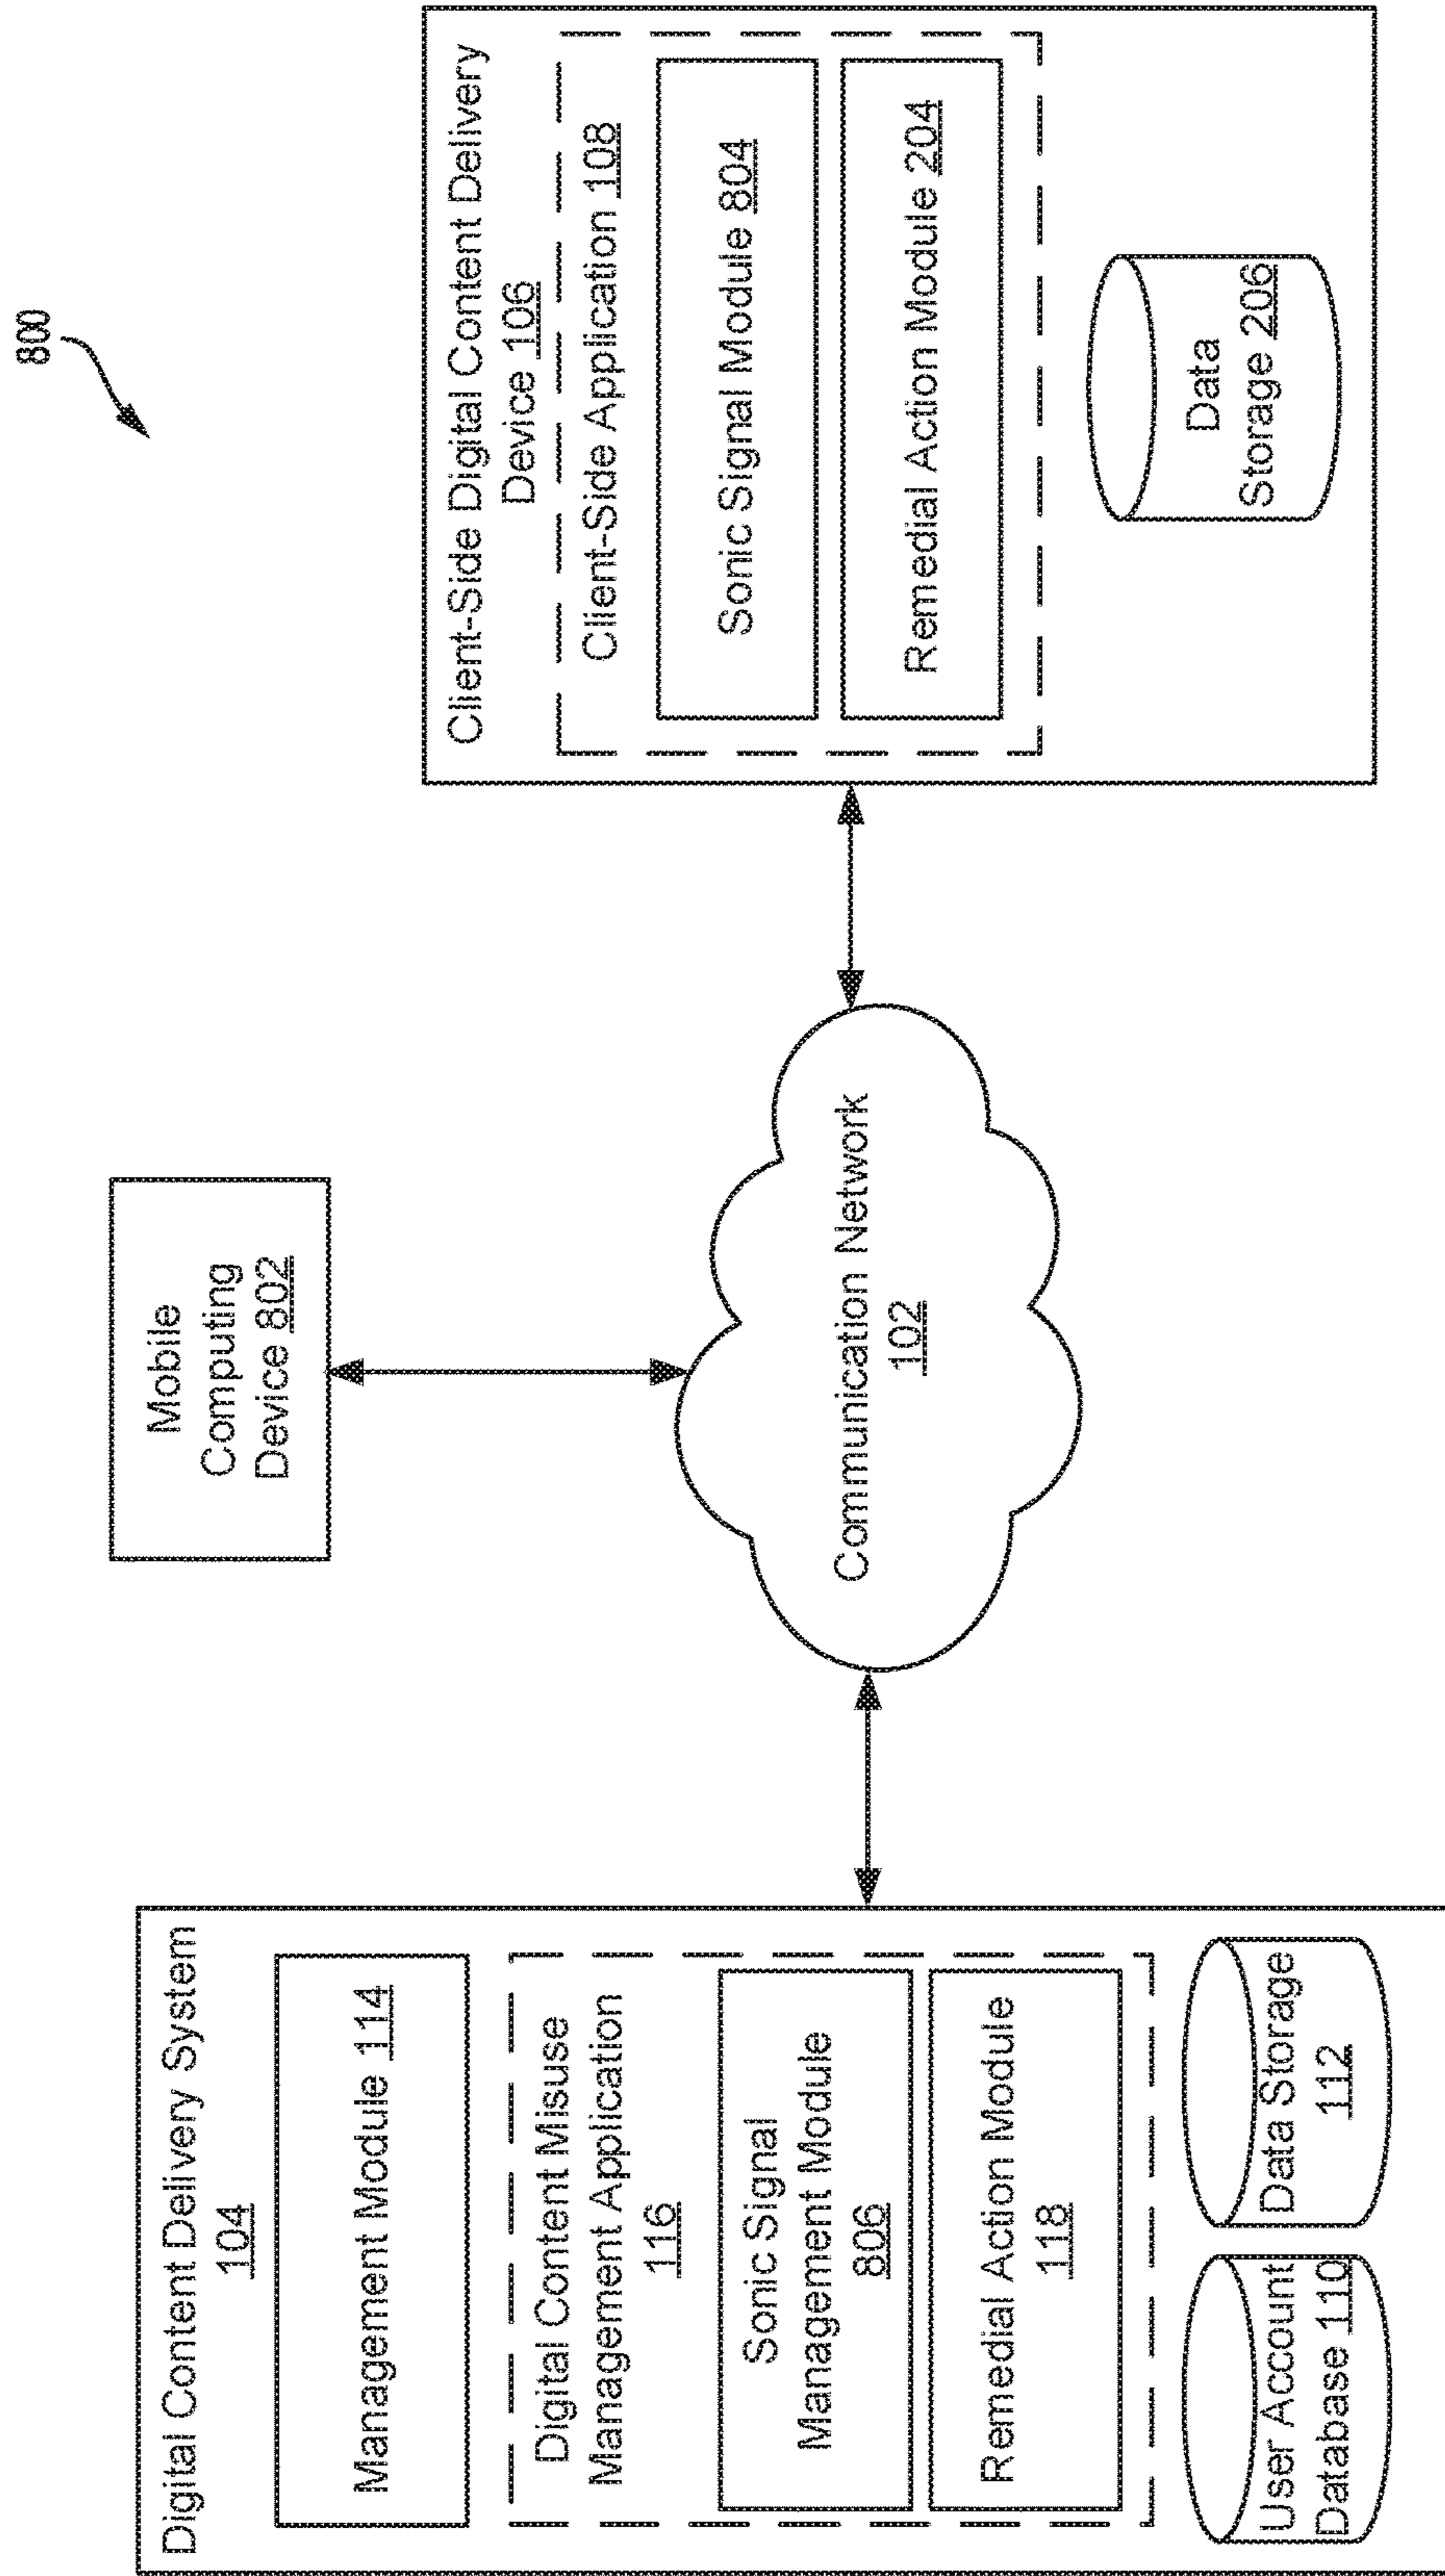 800
Digital Content Delivery System
104
Management Module 114
Digital Content Misuse
Management Application
116
Sonic Signal
Management Module
806
Remedial Action Module
118
User Account
Database 110
Data Storage
112
Mobile
Computing
Device 802
Communication Network
102
Client-Side Digital Content Delivery
Device 106
Client-Side Application 108
Sonic Signal Module 804
Remedial Action Module 204
Data
Storage 206